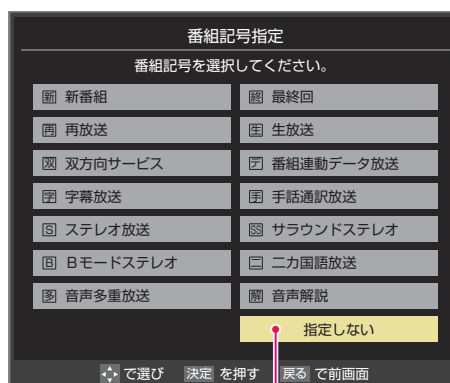 番組記号指定
番組記号を選択してください。
新 新番組
終 最終回
再 再放送
生 生放送
双 双方向サービス
デ 番組連動データ放送
字 字幕放送
手 手話通訳放送
S ステレオ放送
SS サラウンドステレオ
B Bモードステレオ
二 二カ国語放送
多 音声多重放送
解 音声解説
指定しない
で選び 決定 を押す 戻る で前画面